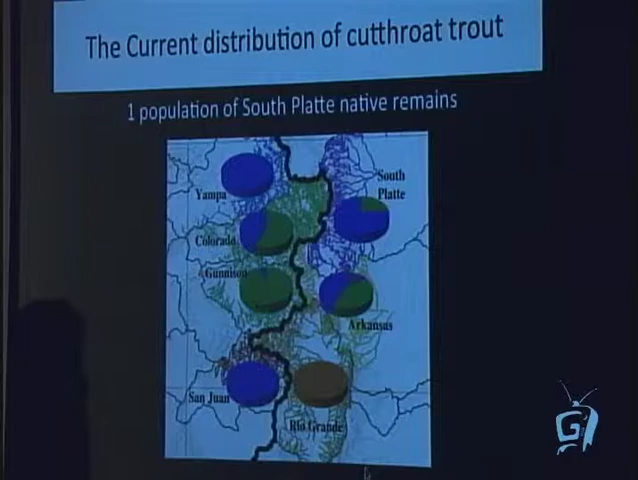 The Current distribution of cutthroat trout
1 population of South Platte native remains
Yampa
South
Platte
Colorado
Gunnison
Arkansas
San Juan
Rio Grande
G